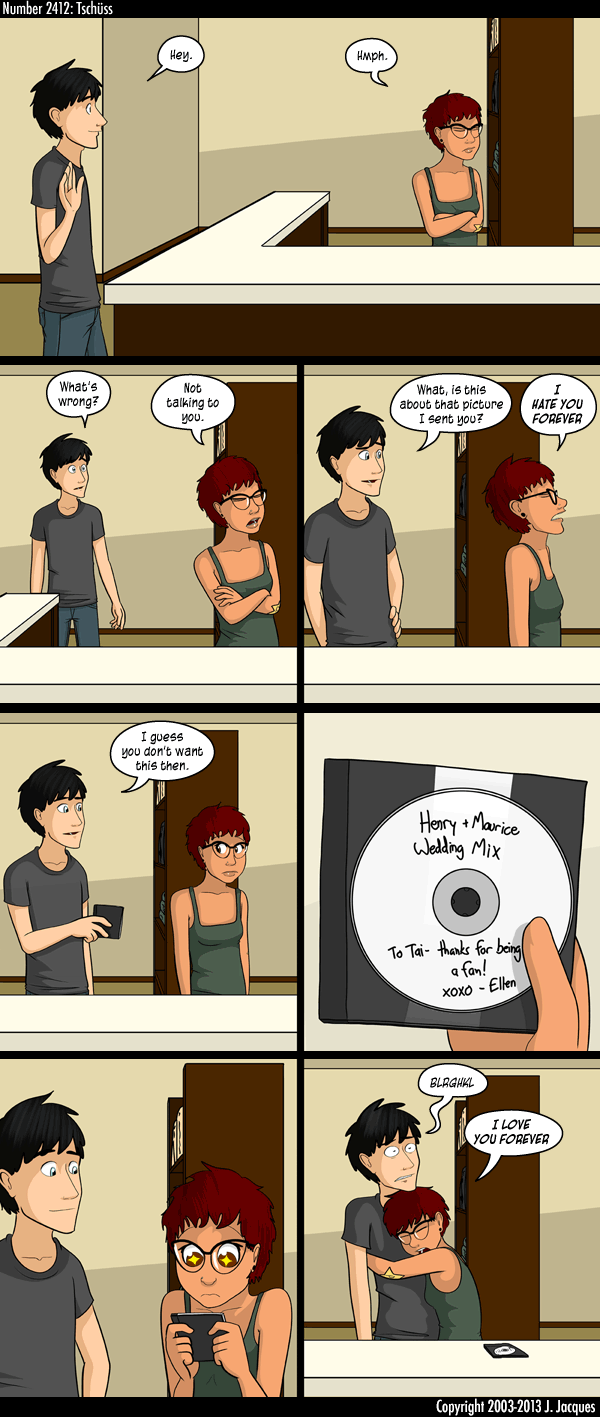 Number 2412: Tschüss
Hey.
Hmph.
What's
wrong?
Not
talking to
you.
What, is this
about that picture
I sent you?
I
HATE YOU
FOREVER
I guess
you don't want
this then.
Henry + Maurice
Wedding Mix
To Tai- thanks for being
a fan!
xoxo - Ellen
BLRGHKL
I LOVE
YOU FOREVER
Copyright 2003-2013 J. Jacques